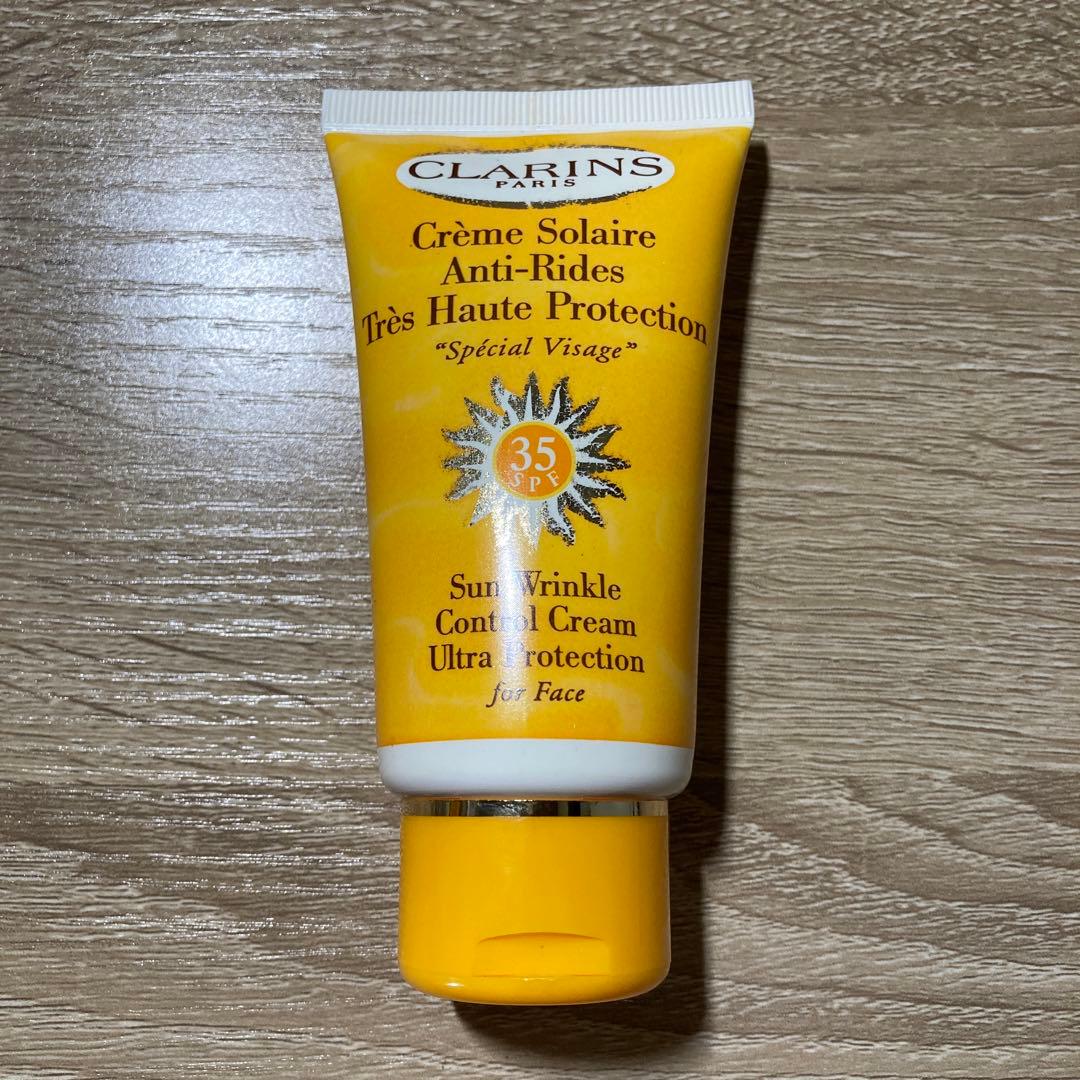 CLARINS
PARIS
Crème Solaire
Anti-Rides
Très Haute Protection
“Spécial Visage”
35
SPF
Sun Wrinkle
Control Cream
Ultra Protection
for Face